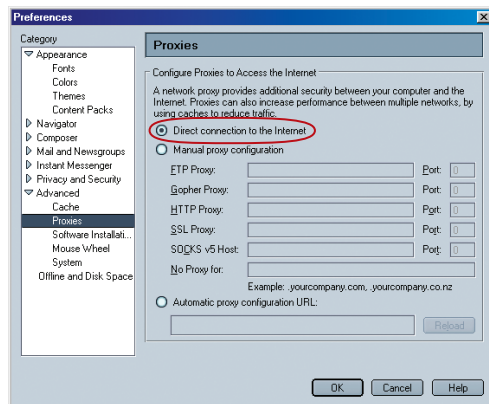 Preferences
Category
Appearance
Fonts
Colors
Themes
Content Packs
Navigator
Composer
Mail and Newsgroups
Instant Messenger
Privacy and Security
Advanced
Cache
Proxies
Software Installati...
Mouse Wheel
System
Offline and Disk Space
Proxies
Configure Proxies to Access the Internet
A network proxy provides additional security between your computer and the
Internet. Proxies can also increase performance between multiple networks, by
using caches to reduce traffic.
Direct connection to the Internet
Manual proxy configuration
FTP Proxy: Port: 0
Gopher Proxy: Port: 0
HTTP Proxy: Port: 0
SSL Proxy: Port: 0
SOCKS v5 Host: Port: 0
No Proxy for:
Example: .yourcompany.com, .yourcompany.co.nz
Automatic proxy configuration URL:
Reload
OK Cancel Help